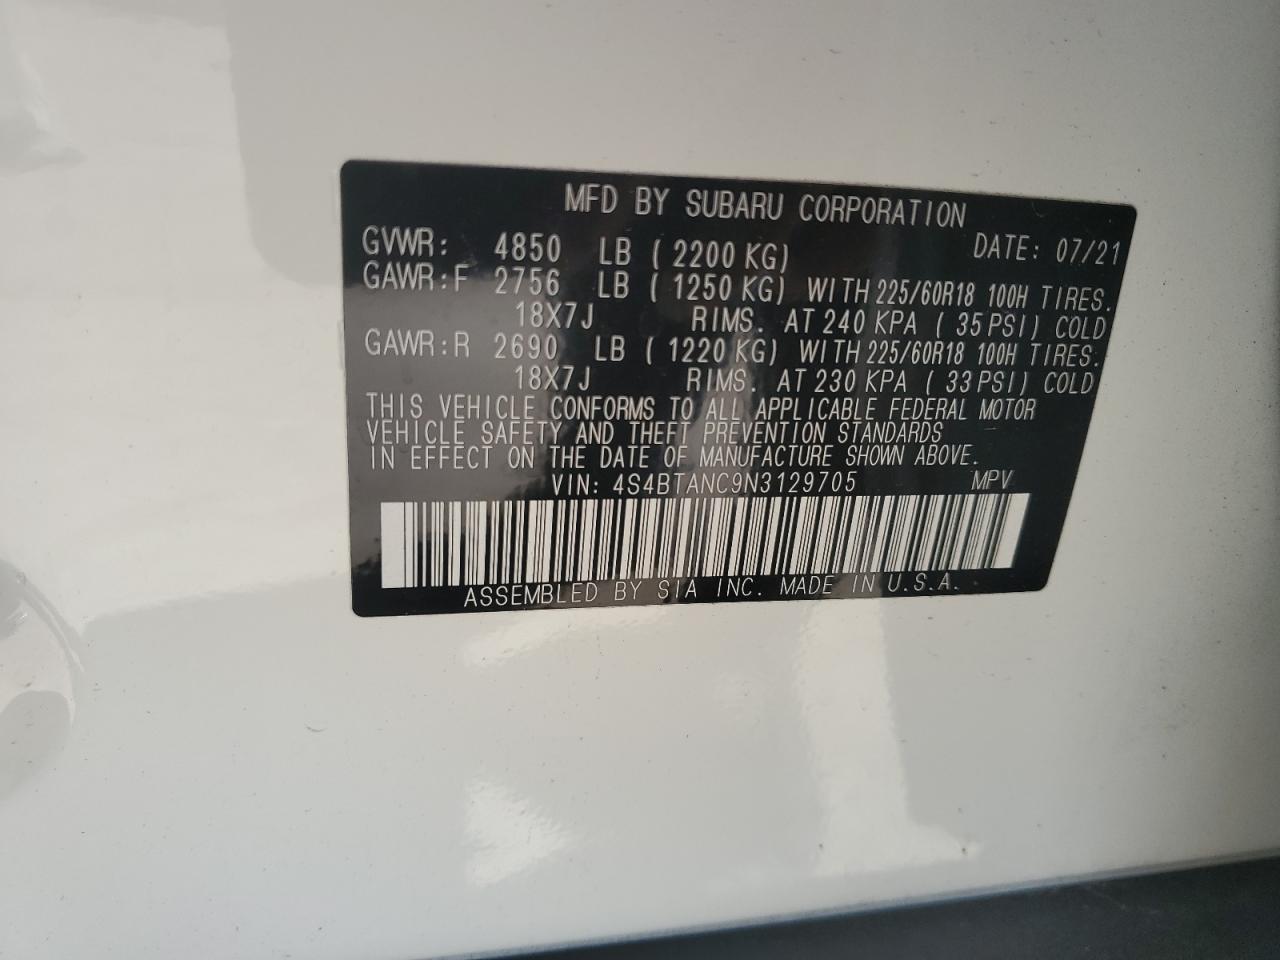 MFD BY SUBARU CORPORATION
GVWR: 4850 LB (2200 KG) DATE: 07/21
GAWR:F 2756 LB (1250 KG) WITH 225/60R18 100H TIRES.
18X7J RIMS. AT 240 KPA (35 PSI) COLD
GAWR:R 2690 LB (1220 KG) WITH 225/60R18 100H TIRES.
18X7J RIMS. AT 230 KPA (33 PSI) COLD
THIS VEHICLE CONFORMS TO ALL APPLICABLE FEDERAL MOTOR
VEHICLE SAFETY AND THEFT PREVENTION STANDARDS
IN EFFECT ON THE DATE OF MANUFACTURE SHOWN ABOVE.
VIN: 4S4BTANC9N3129705 MPV
ASSEMBLED BY SIA INC. MADE IN U.S.A.